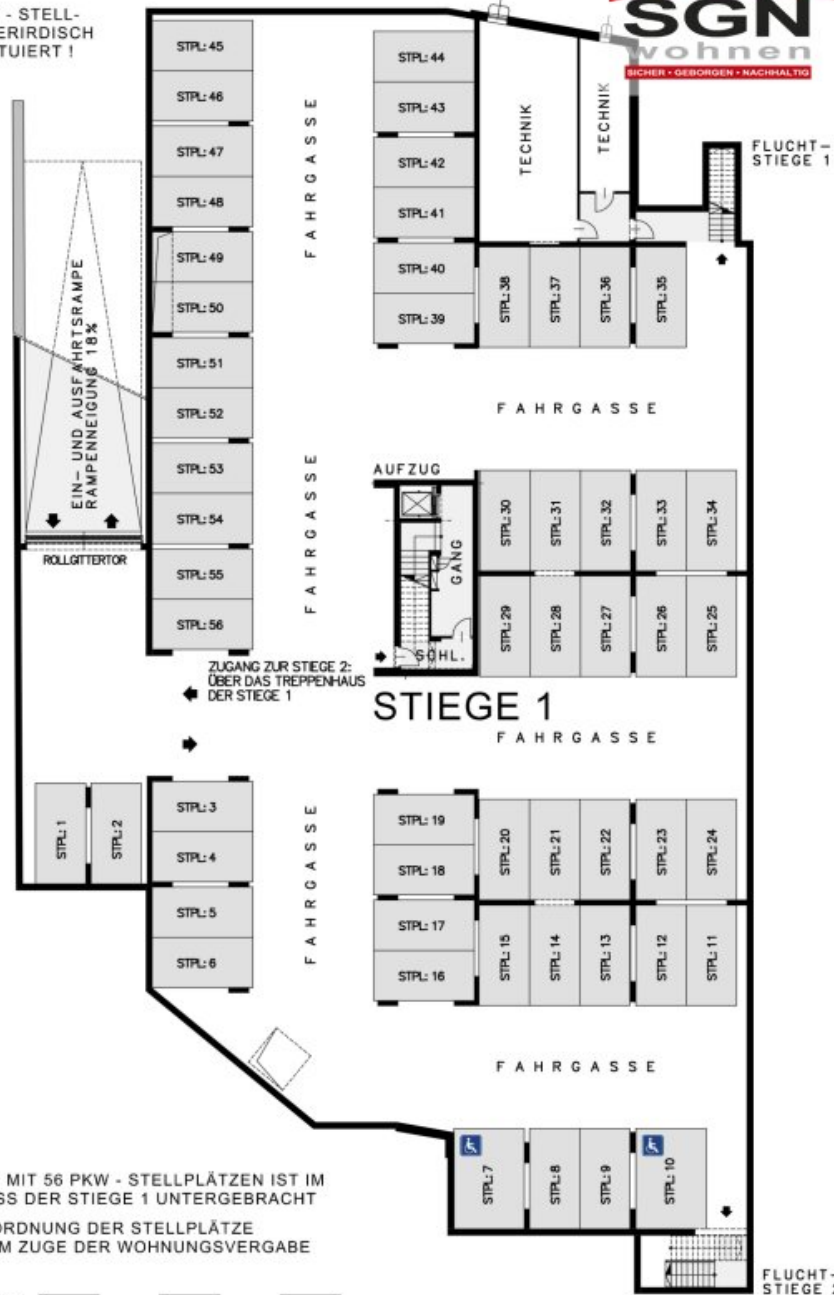 - STELL-
ERIRDISCH
TUIERT !
SGN
wohnen
SICHER • GEBORGEN • NACHHALTIG
STPL: 45
STPL: 46
STPL: 47
STPL: 48
STPL: 49
STPL: 50
STPL: 51
STPL: 52
STPL: 53
STPL: 54
STPL: 55
STPL: 56
FAHRGASSE
FAHRGASSE
STPL: 44
STPL: 43
STPL: 42
STPL: 41
STPL: 40
STPL: 39
TECHNIK
TECHNIK
FLUCHT-
STIEGE 1
STPL: 38
STPL: 37
STPL: 36
STPL: 35
EIN- UND AUSFAHRTSRAMPE
RAMPENNEIGUNG 18%
ROLLGITTERTOR
FAHRGASSE
AUFZUG
GANG
SCHL.
STPL: 30
STPL: 31
STPL: 32
STPL: 33
STPL: 34
STPL: 29
STPL: 28
STPL: 27
STPL: 26
STPL: 25
ZUGANG ZUR STIEGE 2:
ÜBER DAS TREPPENHAUS
DER STIEGE 1
STIEGE 1
FAHRGASSE
STPL: 1
STPL: 2
STPL: 3
STPL: 4
STPL: 5
STPL: 6
FAHRGASSE
STPL: 19
STPL: 18
STPL: 17
STPL: 16
STPL: 20
STPL: 21
STPL: 22
STPL: 23
STPL: 24
STPL: 15
STPL: 14
STPL: 13
STPL: 12
STPL: 11
FAHRGASSE
STPL: 7
STPL: 8
STPL: 9
STPL: 10
MIT 56 PKW - STELLPLÄTZEN IST IM
SS DER STIEGE 1 UNTERGEBRACHT
ORDNUNG DER STELLPLÄTZE
M ZUGE DER WOHNUNGSVERGABE
FLUCHT-
STIEGE